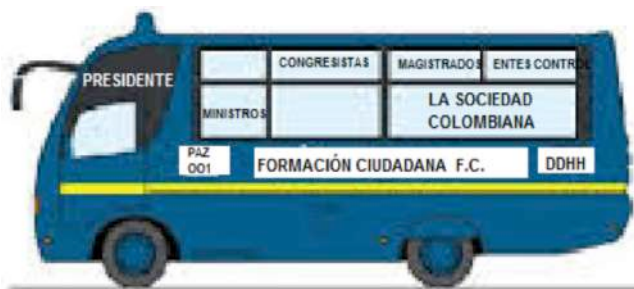 PRESIDENTE
CONGRESISTAS
MAGISTRADOS
ENTES CONTROL
MINISTROS
LA SOCIEDAD
COLOMBIANA
PAZ
001
FORMACIÓN CIUDADANA F.C.
DDHH